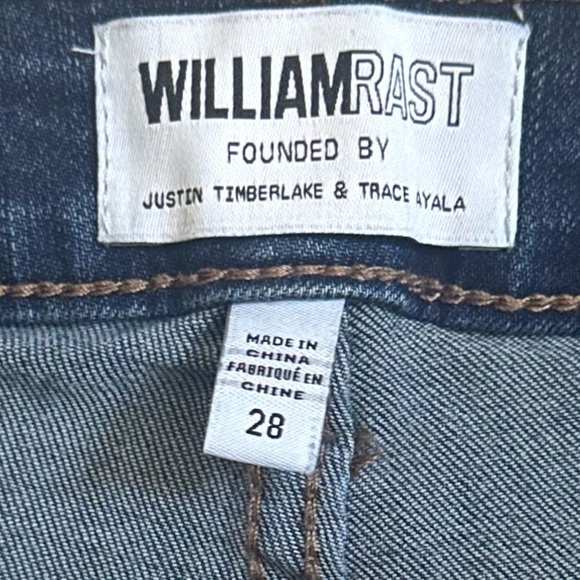 WILLIAMRAST
FOUNDED BY
JUSTIN TIMBERLAKE & TRACE AYALA
MADE IN
CHINA
FABRIQUÉ EN
CHINE
28